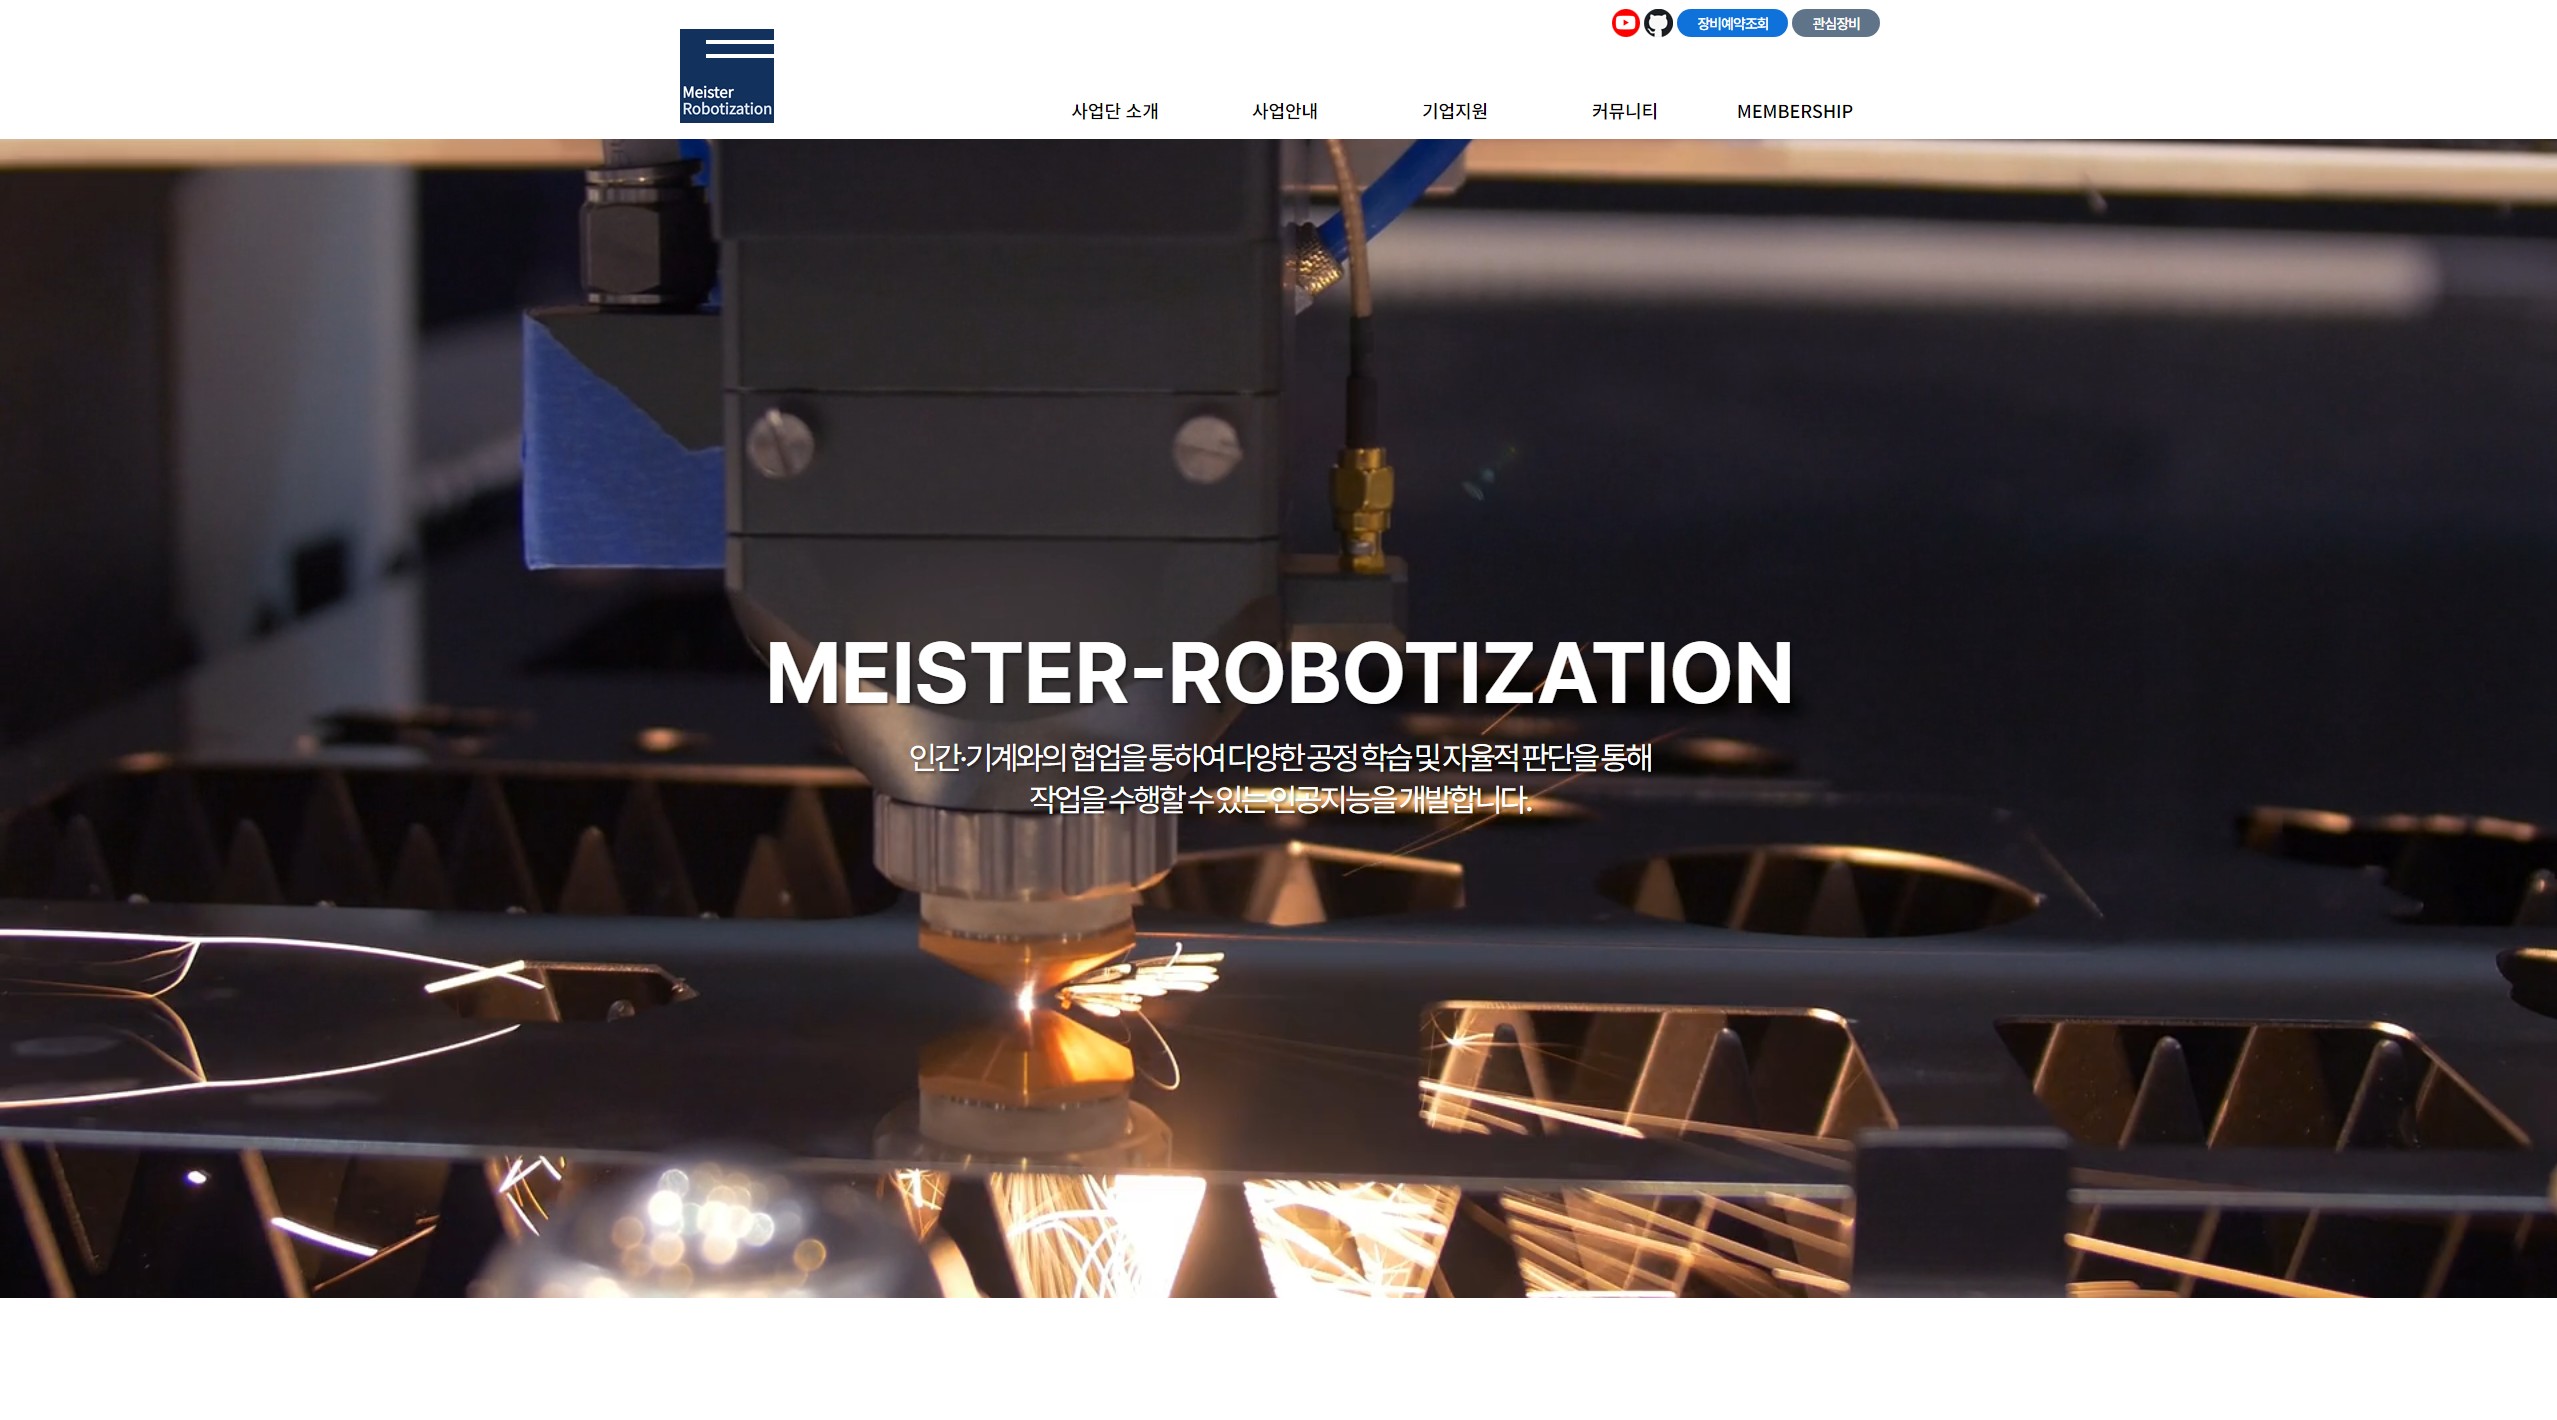 장비예약조회
관심장비
Meister
Robotization
사업단 소개
사업안내
기업지원
커뮤니티
MEMBERSHIP
MEISTER-ROBOTIZATION
인간·기계와의 협업을 통하여 다양한 공정 학습 및 자율적 판단을 통해
작업을 수행할 수 있는 인공지능을 개발합니다.